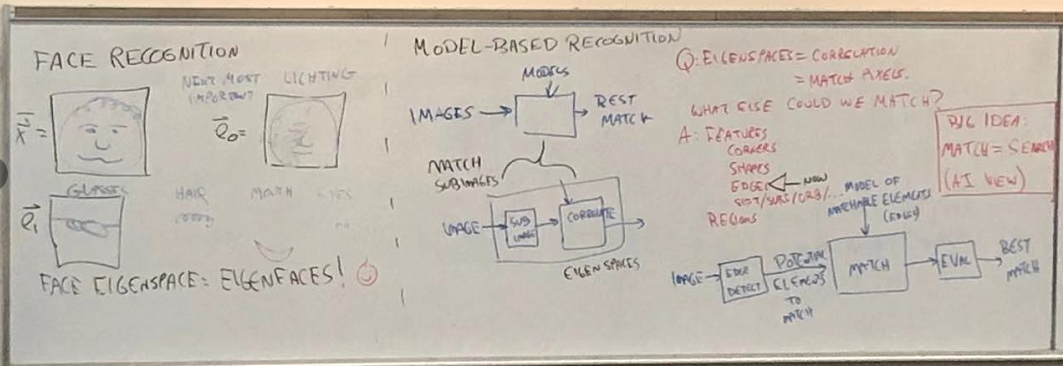 FACE RECOGNITION
NEXT MOST
IMPORTANT
LIGHTING
x =
e₀=
GLASSES
HAIR
MOUTH
EYES
e₁
FACE EIGENSPACE = EIGENFACES!
MODEL-BASED RECOGNITION
MODELS
IMAGES
BEST
MATCH
MATCH
SUBIMAGES
IMAGE
SUB
IMAGE
CORRELATE
EIGENSPACES
Q: EIGENSPACES = CORRELATION
= MATCH PIXELS.
WHAT ELSE COULD WE MATCH?
A: FEATURES
CORNERS
SHAPES
EDGES
NOW
SIFT/SURF/ORB/...
REGIONS
BIG IDEA:
MATCH = SEARCH
(AI VIEW)
MODEL OF
MATCHABLE ELEMENTS
(EDGES)
IMAGE
EDGE
DETECT
POTENTIAL
ELEMENTS
TO
MATCH
MATCH
EVAL
BEST
MATCH